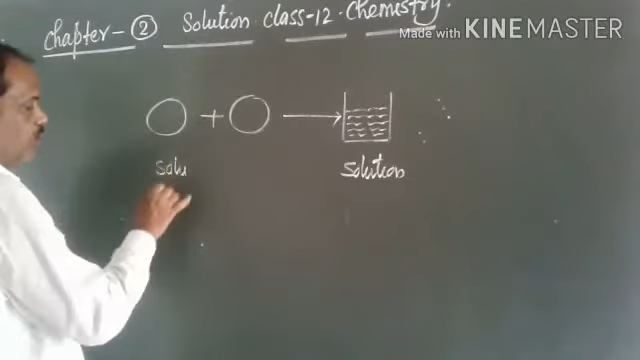 Chapter - 2 Solution class-12 Chemistry.
Made with KINEMASTER
+ →
Solu Solution